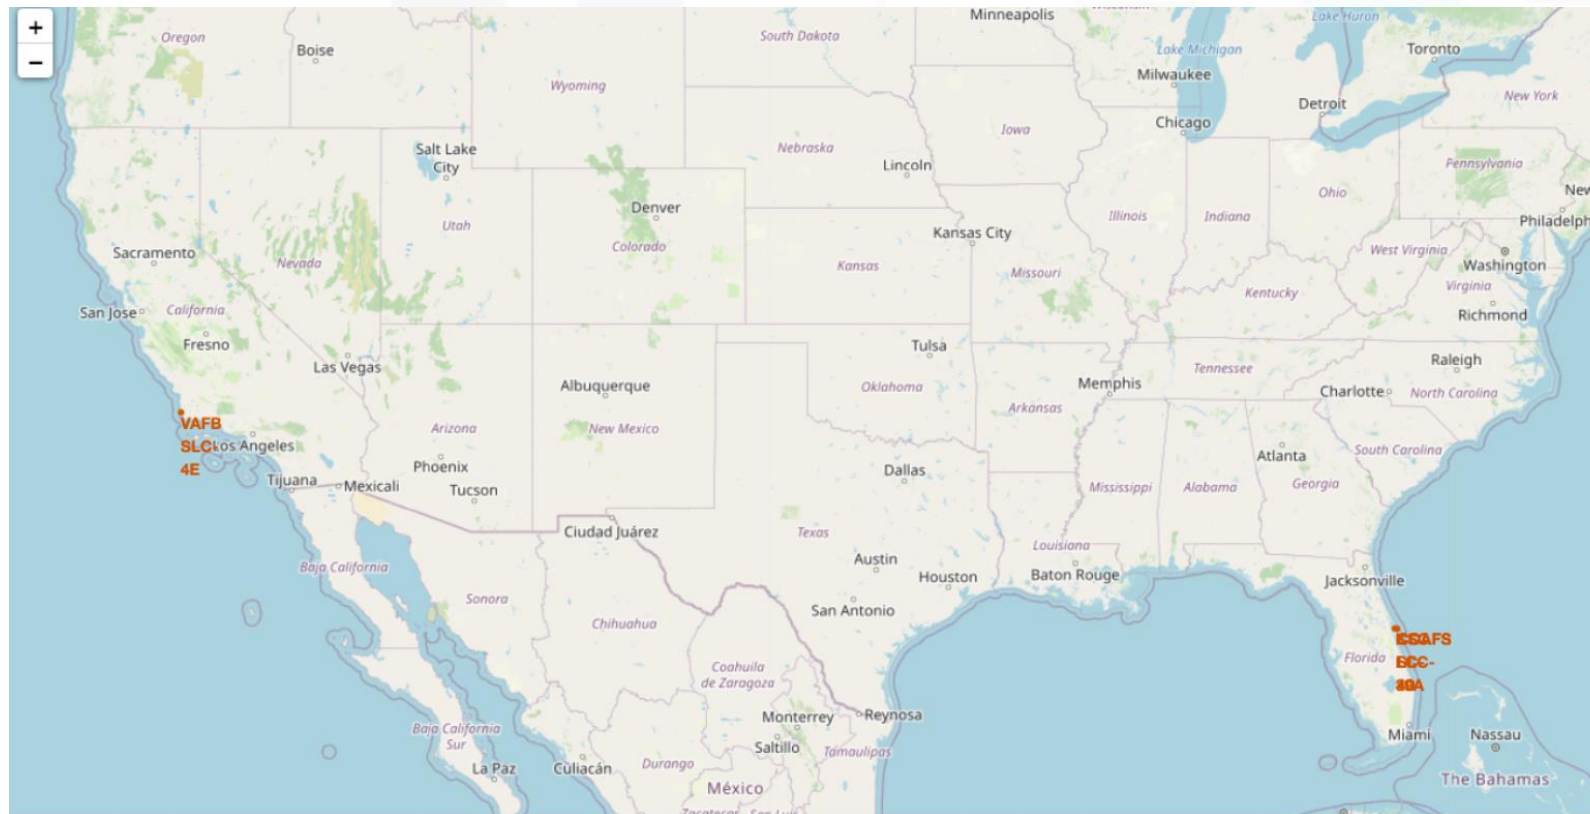 +
−
Minneapolis
Lake Huron
Oregon
Boise
South Dakota
Lake Michigan
Toronto
Milwaukee
Wyoming
New York
Detroit
Chicago
Iowa
Salt Lake
City
Nebraska
Lincoln
Pennsylvania
Ohio
New
Denver
Illinois
Indiana
Philadelph
Utah
Kansas City
Sacramento
Colorado
West Virginia
Nevada
Kansas
Missouri
Washington
Kentucky
Virginia
San Jose
California
Richmond
Fresno
Tulsa
Las Vegas
Raleigh
Tennessee
Albuquerque
Oklahoma
Memphis
Charlotte
North Carolina
Arkansas
VAFB
SLC-
4E
Los Angeles
Arizona
New Mexico
South Carolina
Atlanta
Phoenix
Dallas
Tijuana
Mexicali
Tucson
Mississippi
Alabama
Georgia
Ciudad Juárez
Texas
Louisiana
Austin
Baja California
Houston
Baton Rouge
Jacksonville
Sonora
San Antonio
Chihuahua
Florida
Coahuila
de Zaragoza
Monterrey
Reynosa
Baja California
Sur
Saltillo
Tamaulipas
Miami
Nassau
La Paz
Culiacán
Durango
The Bahamas
México